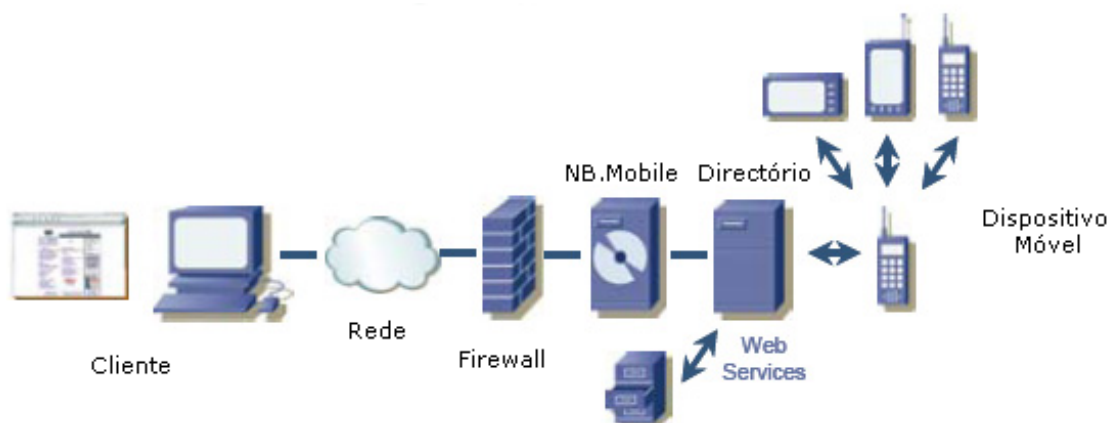 NB.Mobile
Directório
Dispositivo
Móvel
Rede
Cliente
Firewall
Web
Services